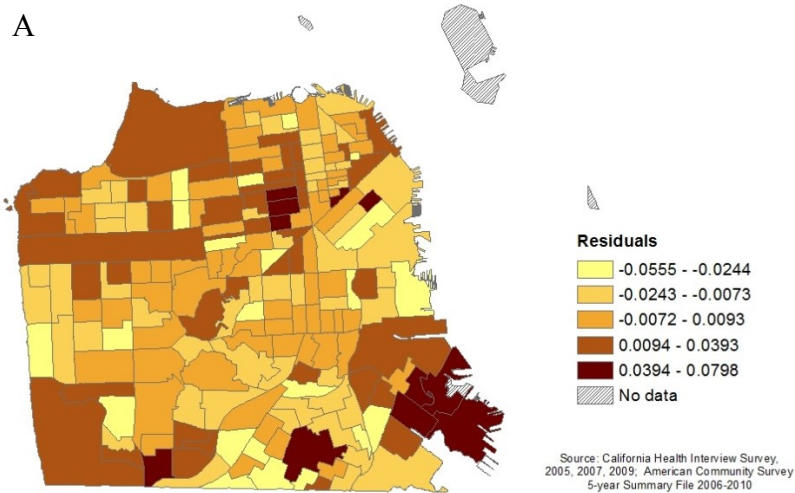 A
Residuals
-0.0555 - -0.0244
-0.0243 - -0.0073
-0.0072 - 0.0093
0.0094 - 0.0393
0.0394 - 0.0798
No data
Source: California Health Interview Survey,
2005, 2007, 2009; American Community Survey
5-year Summary File 2006-2010